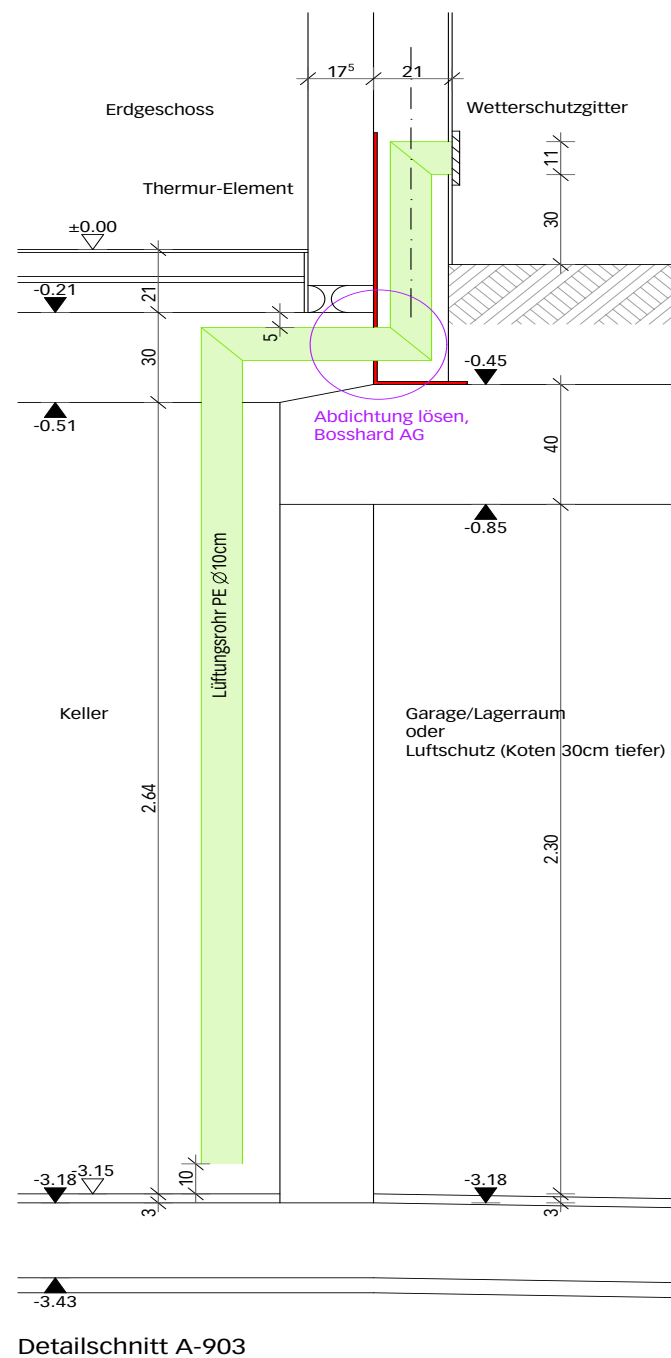 17⁵
21
Erdgeschoss
Wetterschutzgitter
11
Thermur-Element
30
±0.00
-0.21
21
5
30
-0.45
-0.51
Abdichtung lösen,
Bosshard AG
40
-0.85
Lüftungsrohr PE Ø10cm
Keller
Garage/Lagerraum
oder
Luftschutz (Koten 30cm tiefer)
2.64
2.30
10
-3.18
-3.15
-3.18
3
3
-3.43
Detailschnitt A-903